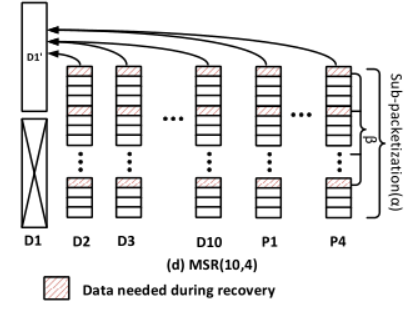 D1'
Sub-packetization(α)
β
... ...
D1 D2 D3 D10 P1 P4
(d) MSR(10,4)
Data needed during recovery